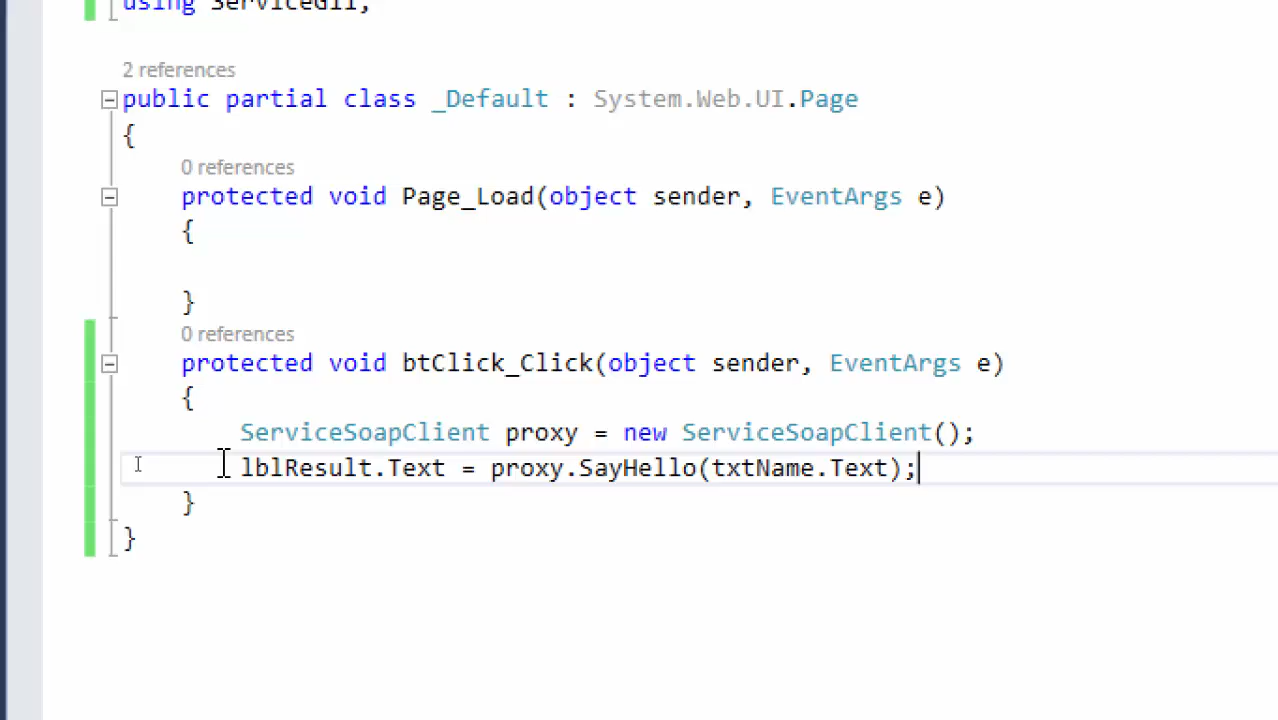 using
2 references
public partial class _Default : System.Web.UI.Page
{
0 references
protected void Page_Load(object sender, EventArgs e)
{
}
0 references
protected void btClick_Click(object sender, EventArgs e)
{
ServiceSoapClient proxy = new ServiceSoapClient();
lblResult.Text = proxy.SayHello(txtName.Text);
}
}